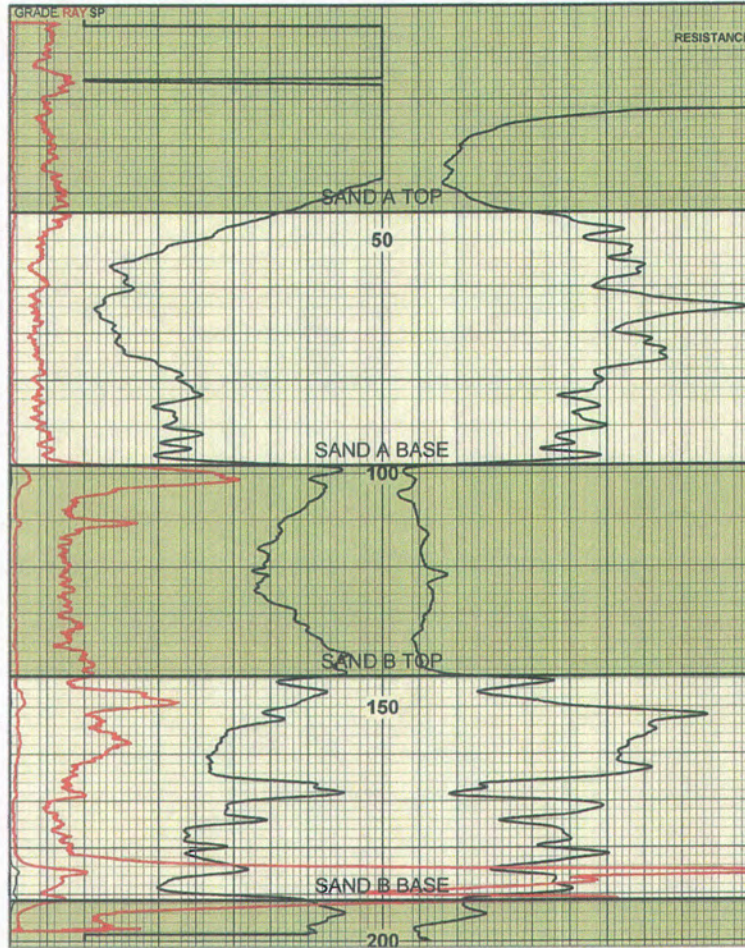 GRADE RAY SP
RESISTANCE
SAND A TOP
50
SAND A BASE
100
SAND B TOP
150
SAND B BASE
200